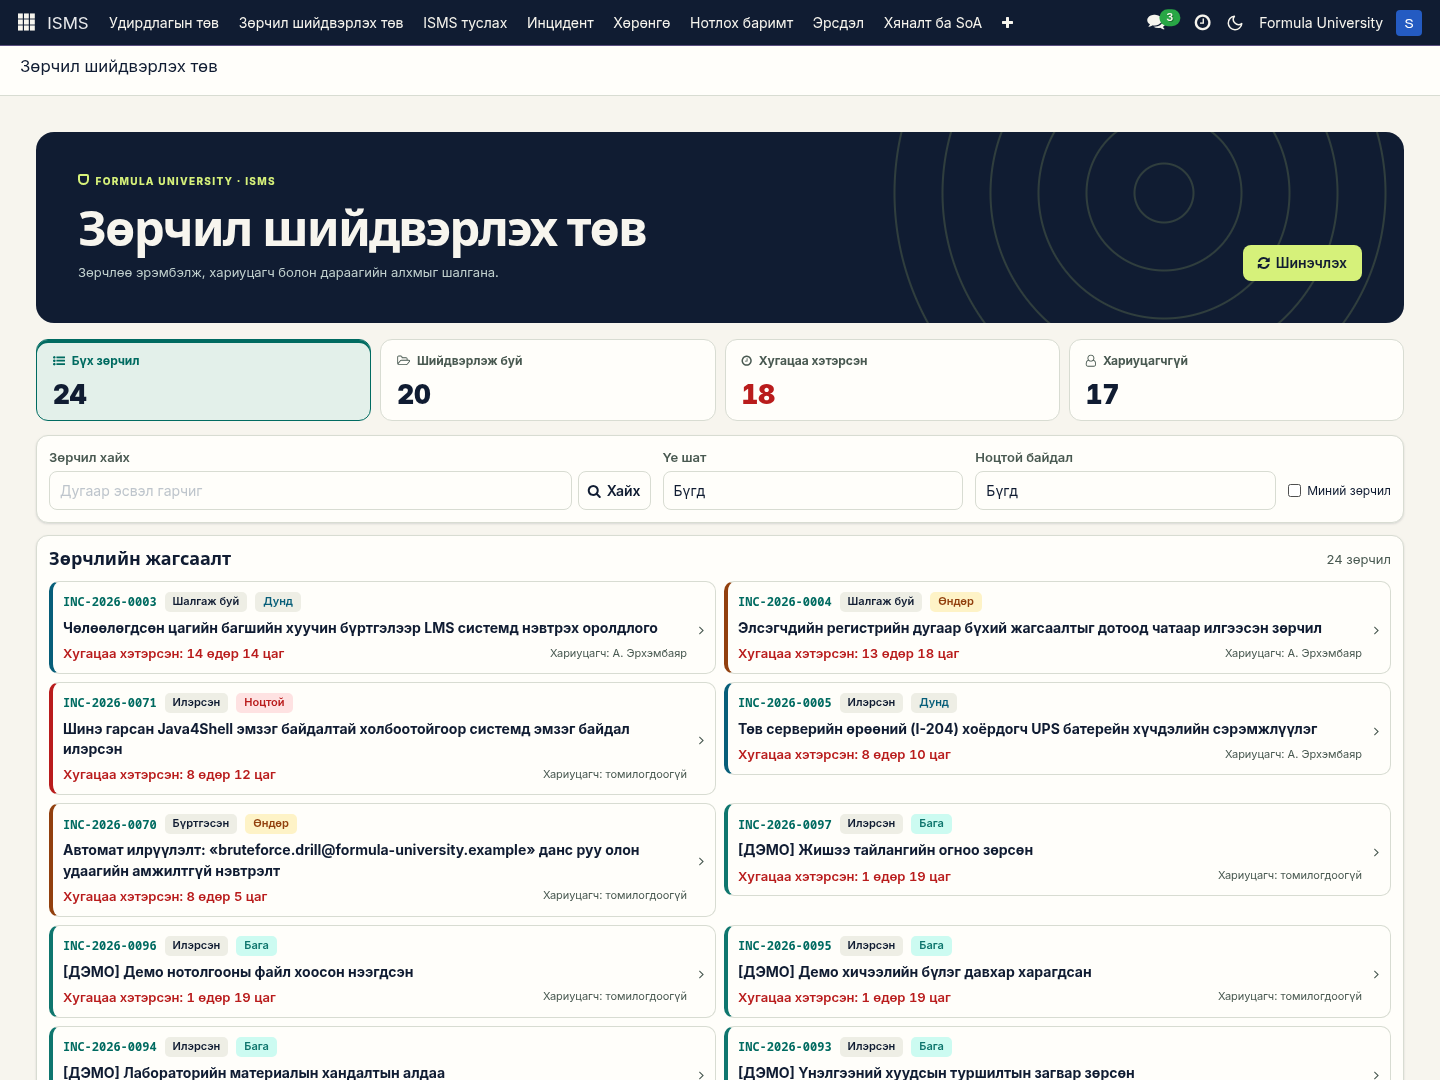 ISMS Удирдлагын төв Зөрчил шийдвэрлэх төв ISMS туслах Инцидент Хөрөнгө Нотлох баримт Эрсдэл Хяналт ба SoA 3 Formula University S
Зөрчил шийдвэрлэх төв
FORMULA UNIVERSITY · ISMS
Зөрчил шийдвэрлэх төв
Зөрчлөө эрэмбэлж, хариуцагч болон дараагийн алхмыг шалгана.
Шинэчлэх
Бүх зөрчил
24
Шийдвэрлэж буй
20
Хугацаа хэтэрсэн
18
Хариуцагчгүй
17
Зөрчил хайх
Дугаар эсвэл гарчиг
Хайх
Үе шат
Бүгд
Ноцтой байдал
Бүгд
Миний зөрчил
Зөрчлийн жагсаалт
24 зөрчил
INC-2026-0003 Шалгаж буй Дунд
Чөлөөлөгдсөн цагийн багшийн хуучин бүртгэлээр LMS системд нэвтрэх оролдлого
Хугацаа хэтэрсэн: 14 өдөр 14 цаг
Хариуцагч: А. Эрхэмбаяр
INC-2026-0004 Шалгаж буй Өндөр
Элсэгчдийн регистрийн дугаар бүхий жагсаалтыг дотоод чатаар илгээсэн зөрчил
Хугацаа хэтэрсэн: 13 өдөр 18 цаг
Хариуцагч: А. Эрхэмбаяр
INC-2026-0071 Илэрсэн Ноцтой
Шинэ гарсан Java4Shell эмзэг байдалтай холбоотойгоор системд эмзэг байдал
илэрсэн
Хугацаа хэтэрсэн: 8 өдөр 12 цаг
Хариуцагч: томилогдоогүй
INC-2026-0005 Илэрсэн Дунд
Төв серверийн өрөөний (I-204) хоёрдогч UPS батерейн хүчдэлийн сэрэмжлүүлэг
Хугацаа хэтэрсэн: 8 өдөр 10 цаг
Хариуцагч: А. Эрхэмбаяр
INC-2026-0070 Бүртгэсэн Өндөр
Автомат илрүүлэлт: «bruteforce.drill@formula-university.example» данс руу олон
удаагийн амжилтгүй нэвтрэлт
Хугацаа хэтэрсэн: 8 өдөр 5 цаг
Хариуцагч: томилогдоогүй
INC-2026-0097 Илэрсэн Бага
[ДЭМО] Жишээ тайлангийн огноо зөрсөн
Хугацаа хэтэрсэн: 1 өдөр 19 цаг
Хариуцагч: томилогдоогүй
INC-2026-0096 Илэрсэн Бага
[ДЭМО] Демо нотолгооны файл хоосон нээгдсэн
Хугацаа хэтэрсэн: 1 өдөр 19 цаг
Хариуцагч: томилогдоогүй
INC-2026-0095 Илэрсэн Бага
[ДЭМО] Демо хичээлийн бүлэг давхар харагдсан
Хугацаа хэтэрсэн: 1 өдөр 19 цаг
Хариуцагч: томилогдоогүй
INC-2026-0094 Илэрсэн Бага
[ДЭМО] Лабораторийн материалын хандалтын алдаа
INC-2026-0093 Илэрсэн Бага
[ДЭМО] Үнэлгээний хуудсын туршилтын загвар зөрсөн